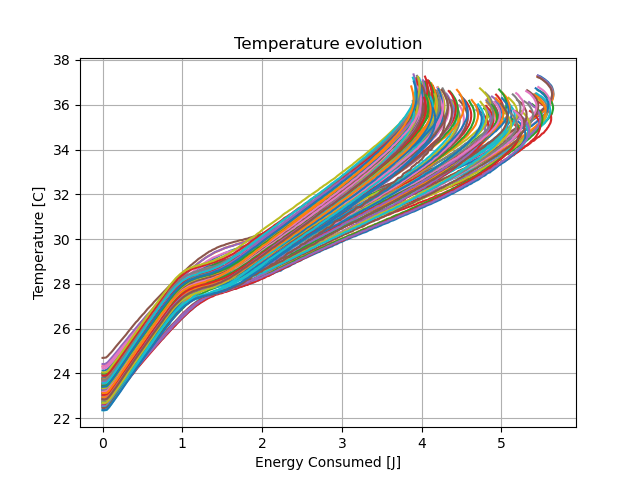 Temperature evolution
38
36
34
32
30
28
26
24
22
Temperature [C]
0 1 2 3 4 5
Energy Consumed [J]